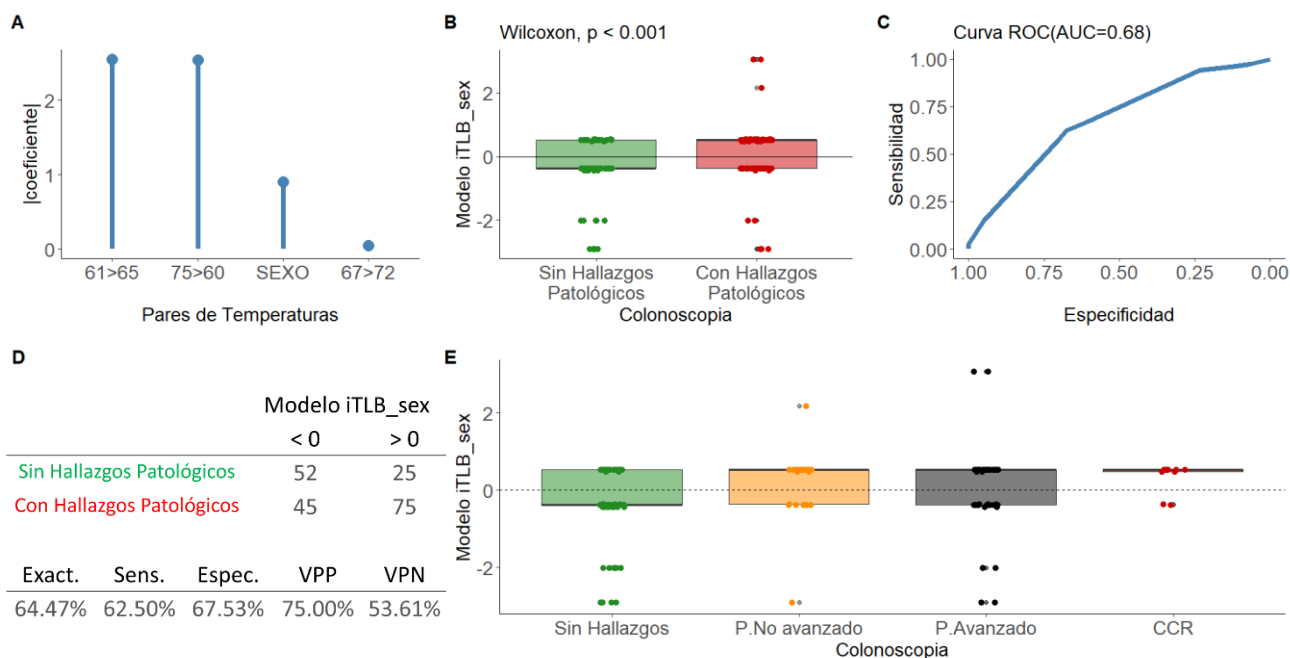 A
|coeficiente|
2
1
0
61>65 75>60 SEXO 67>72
Pares de Temperaturas
B
Wilcoxon, p < 0.001
Modelo iTLB_sex
2
0
-2
Sin Hallazgos Con Hallazgos
Patológicos Patológicos
Colonoscopia
C
Curva ROC(AUC=0.68)
Sensibilidad
1.00
0.75
0.50
0.25
0.00
1.00 0.75 0.50 0.25 0.00
Especificidad
D
Modelo iTLB_sex
< 0 > 0
Sin Hallazgos Patológicos 52 25
Con Hallazgos Patológicos 45 75
Exact. Sens. Espec. VPP VPN
64.47% 62.50% 67.53% 75.00% 53.61%
E
Modelo iTLB_sex
2
0
-2
Sin Hallazgos P.No avanzado P.Avanzado CCR
Colonoscopia